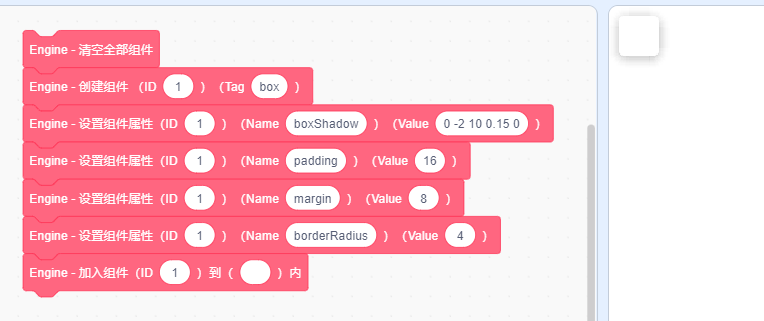 Engine - 清空全部组件
Engine - 创建组件（ID 1 ）（Tag box ）
Engine - 设置组件属性（ID 1 ）（Name boxShadow ）（Value 0 -2 10 0.15 0 ）
Engine - 设置组件属性（ID 1 ）（Name padding ）（Value 16 ）
Engine - 设置组件属性（ID 1 ）（Name margin ）（Value 8 ）
Engine - 设置组件属性（ID 1 ）（Name borderRadius ）（Value 4 ）
Engine - 加入组件（ID 1 ）到（ ）内